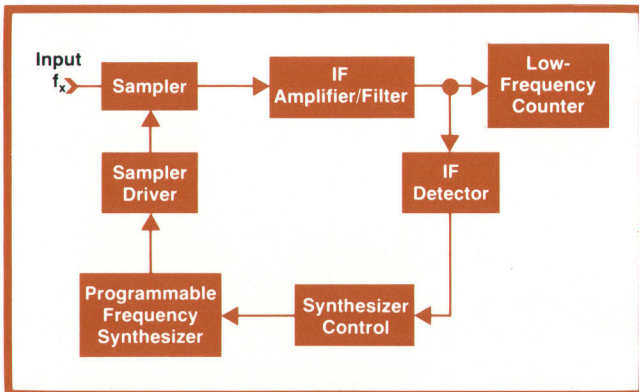 Input
fx
Sampler
IF
Amplifier/Filter
Low-
Frequency
Counter
Sampler
Driver
IF
Detector
Programmable
Frequency
Synthesizer
Synthesizer
Control